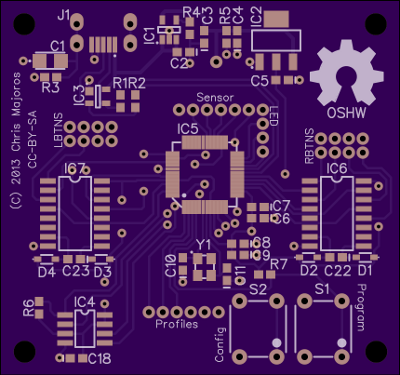 J1
R4
C3
R5
C4
IC2
IC1
C1
C2
R3
C5
IC3
R1R2
OSHW
Sensor
LED
LBTNS
IC5
RBTNS
(C) 2013 Chris Majoros
CC-BY-SA
IC6
C7
C6
Y1
C8
C9
C10
R7
D4
C23
D3
D2
C22
D1
S2
S1
R6
IC4
Profiles
Config
Program
C18